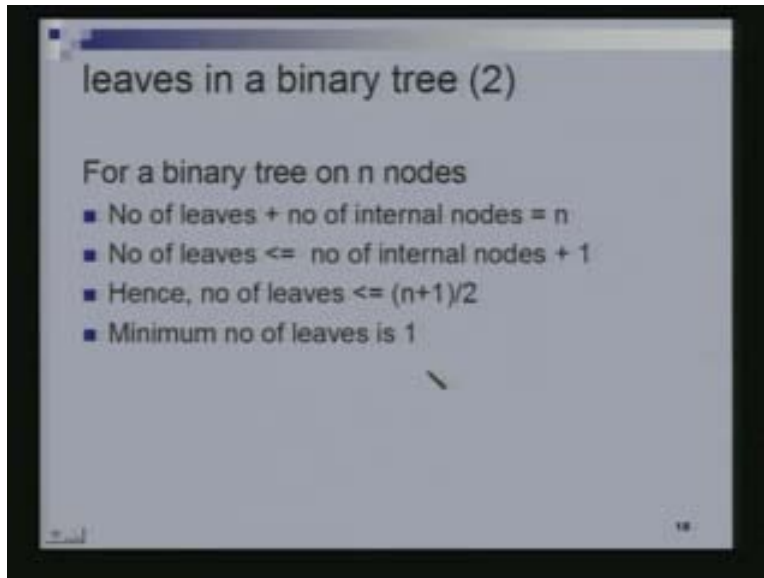 leaves in a binary tree (2)
For a binary tree on n nodes
No of leaves + no of internal nodes = n
No of leaves <= no of internal nodes + 1
Hence, no of leaves <= (n+1)/2
Minimum no of leaves is 1